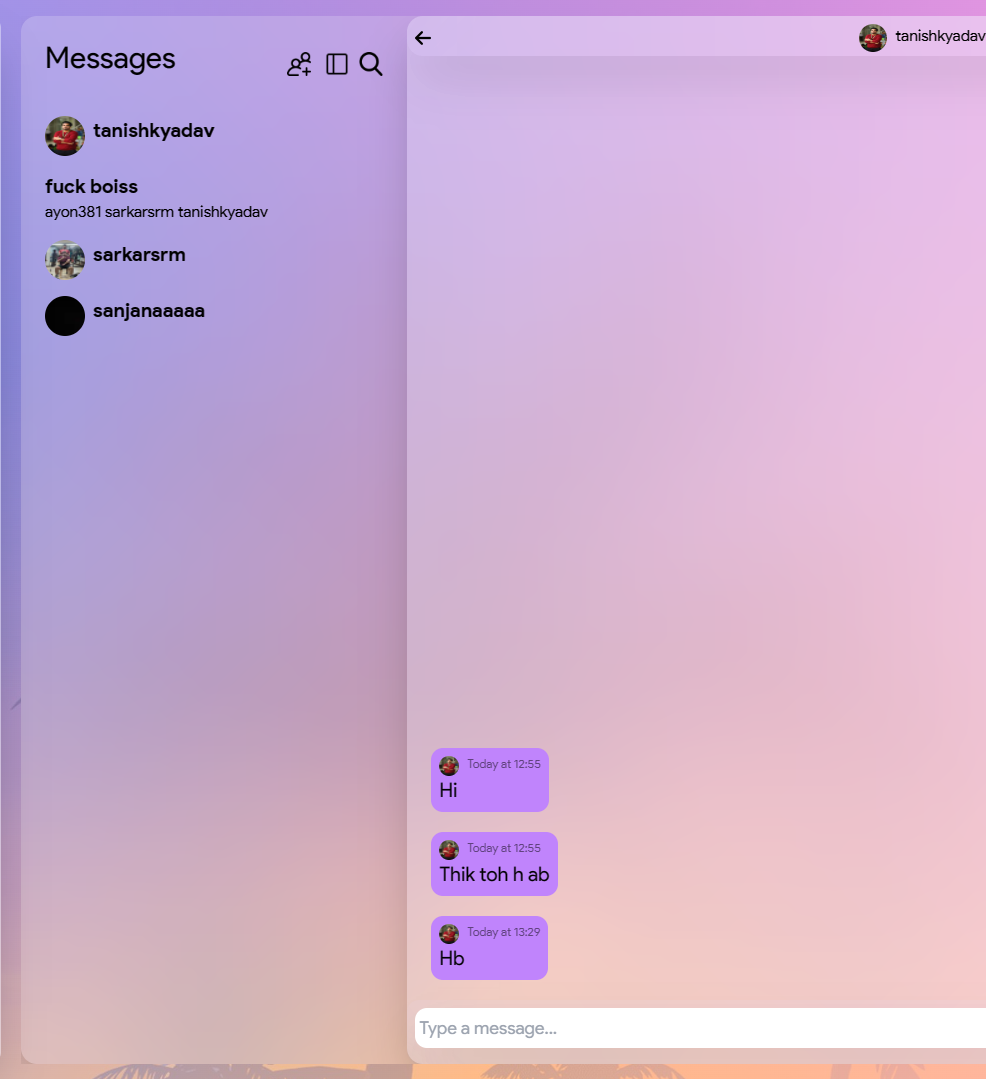 Messages
tanishkyadav
fuck boiss
ayon381 sarkarsrm tanishkyadav
sarkarsrm
sanjanaaaaa
tanishkyadav
Today at 12:55
Hi
Today at 12:55
Thik toh h ab
Today at 13:29
Hb
Type a message...